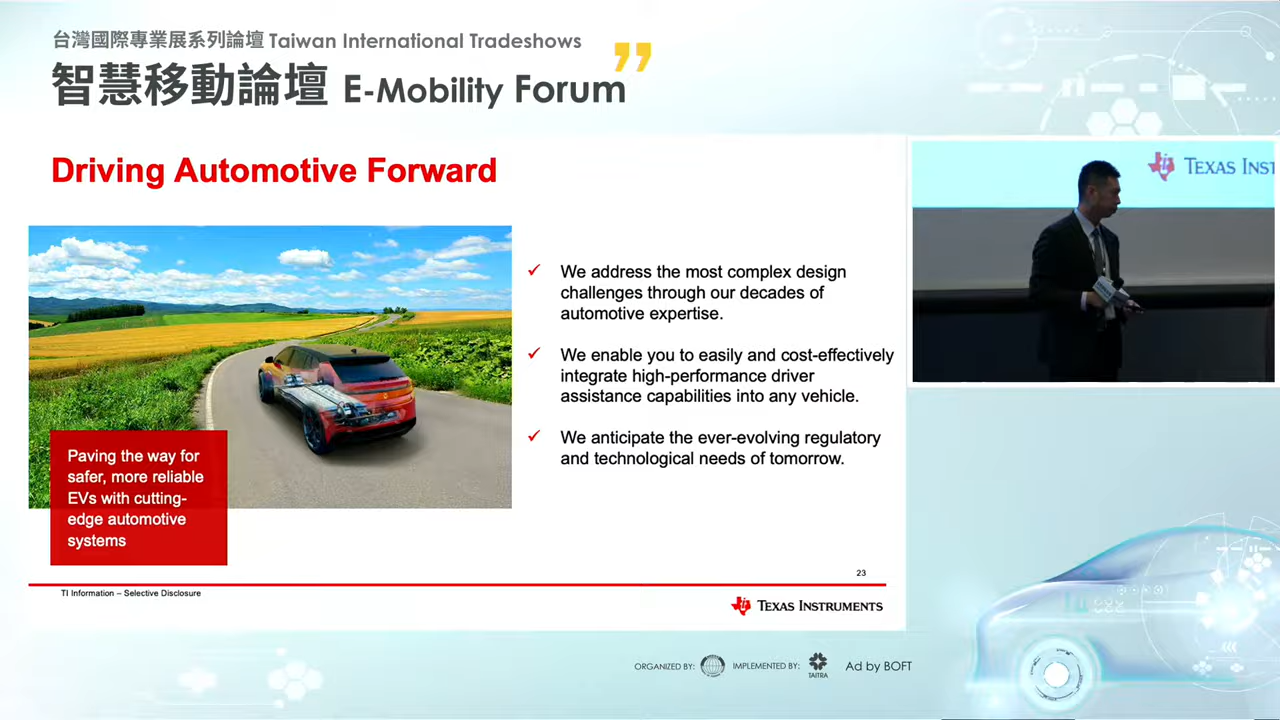 台灣國際專業展系列論壇 Taiwan International Tradeshows
智慧移動論壇 E-Mobility Forum
Driving Automotive Forward
Paving the way for
safer, more reliable
EVs with cutting-
edge automotive
systems
✓ We address the most complex design
challenges through our decades of
automotive expertise.
✓ We enable you to easily and cost-effectively
integrate high-performance driver
assistance capabilities into any vehicle.
✓ We anticipate the ever-evolving regulatory
and technological needs of tomorrow.
23
TI Information – Selective Disclosure
TEXAS INSTRUMENTS
TEXAS INST
ORGANIZED BY: IMPLEMENTED BY: TAITRA Ad by BOFT